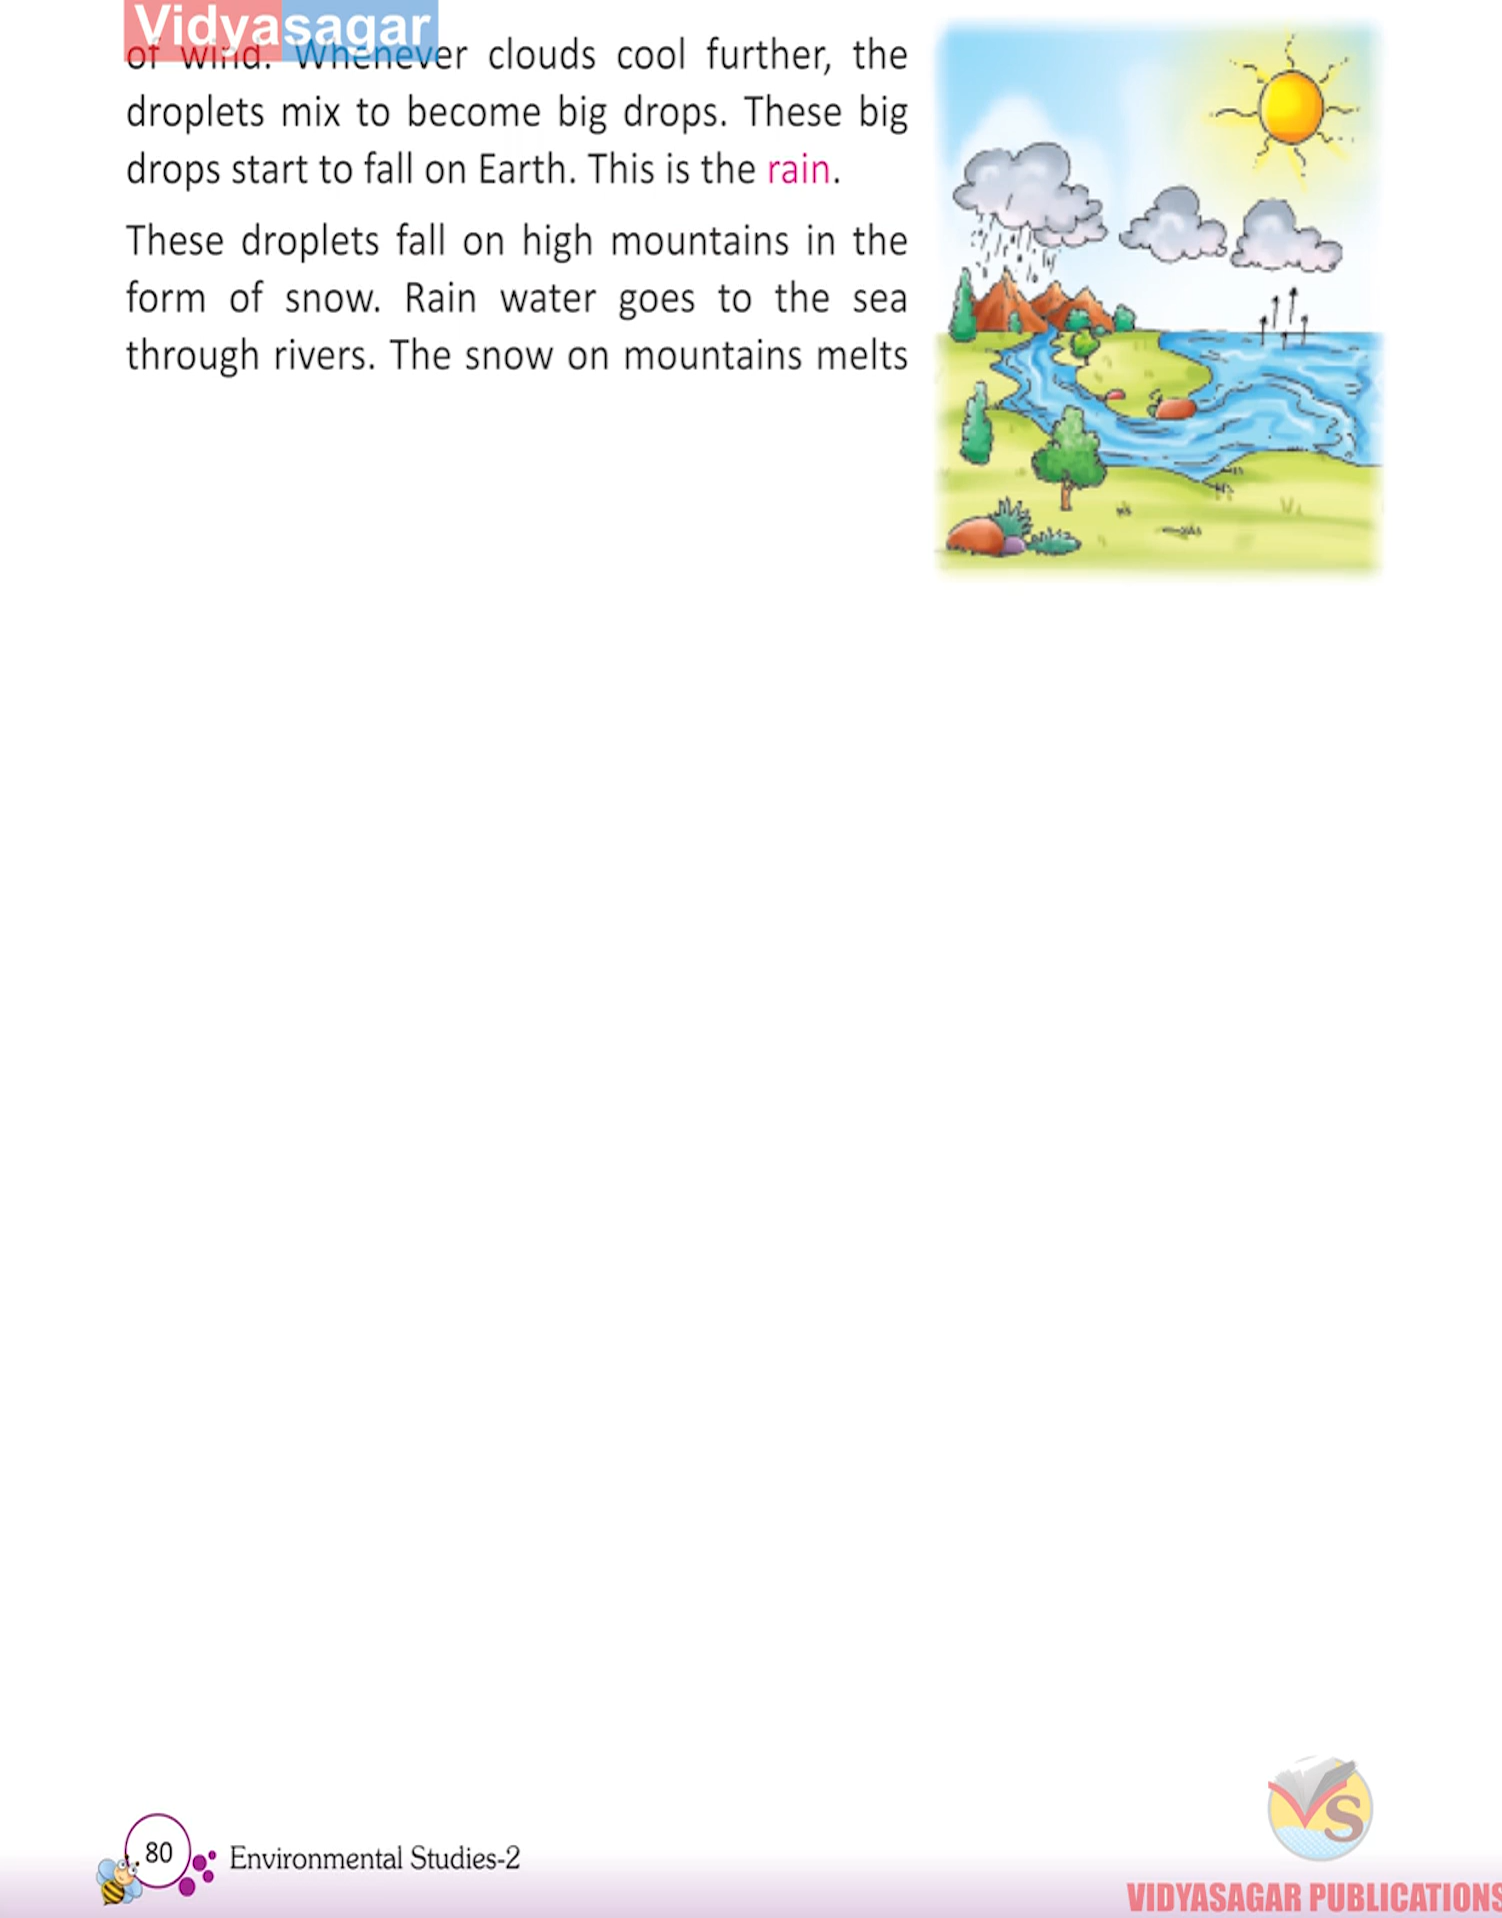 Vidyasagar
of wind. Whenever clouds cool further, the
droplets mix to become big drops. These big
drops start to fall on Earth. This is the rain.
These droplets fall on high mountains in the
form of snow. Rain water goes to the sea
through rivers. The snow on mountains melts
VS
80 Environmental Studies-2
VIDYASAGAR PUBLICATIONS